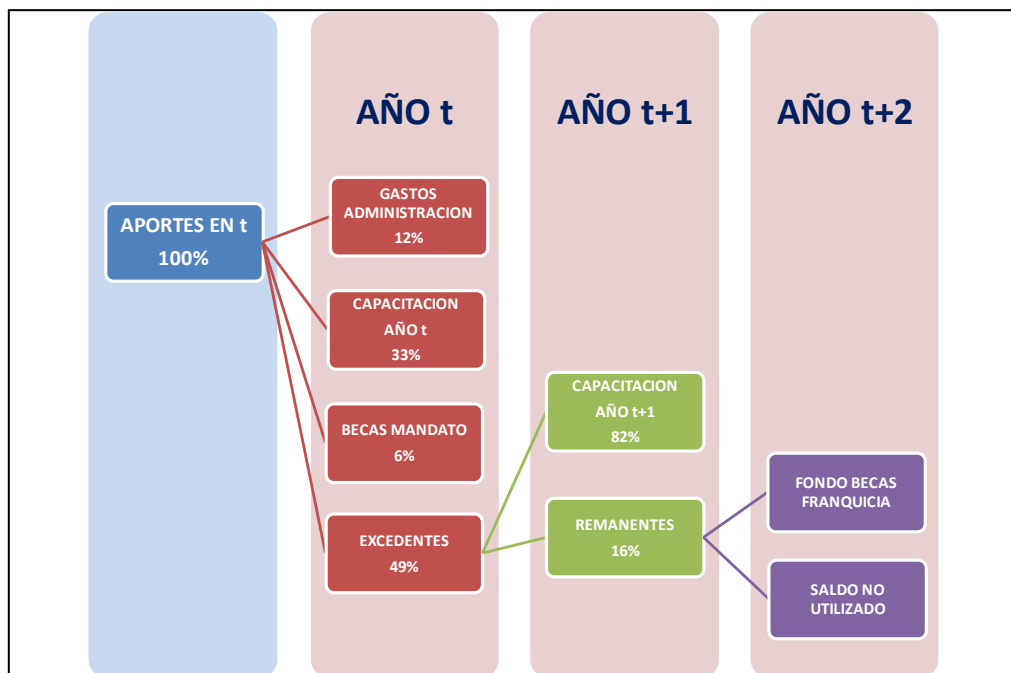 AÑO t
AÑO t+1
AÑO t+2
APORTES EN t
100%
GASTOS
ADMINISTRACION
12%
CAPACITACION
AÑO t
33%
BECAS MANDATO
6%
EXCEDENTES
49%
CAPACITACION
AÑO t+1
82%
REMANENTES
16%
FONDO BECAS
FRANQUICIA
SALDO NO
UTILIZADO